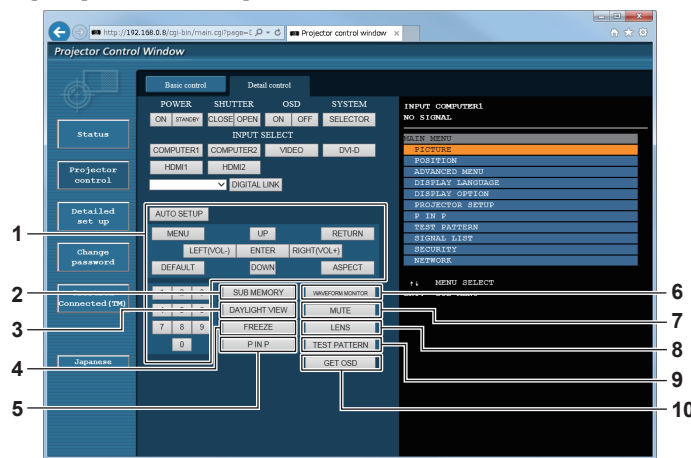 http://192.168.0.8/cgi-bin/main.cgi?page=
Projector control window
Projector Control Window
Basic control
Detail control
POWER SHUTTER OSD SYSTEM
ON STANDBY CLOSE OPEN ON OFF SELECTOR
INPUT SELECT
COMPUTER1 COMPUTER2 VIDEO DVI-D
HDMI1 HDMI2
DIGITAL LINK
AUTO SETUP
MENU UP RETURN
LEFT(VOL-) ENTER RIGHT(VOL+)
DEFAULT DOWN ASPECT
SUB MEMORY
DAYLIGHT VIEW
7 8 9 FREEZE
0 P IN P
WAVEFORM MONITOR
MUTE
LENS
TEST PATTERN
GET OSD
Status
Projector
control
Detailed
set up
Change
password
Connected(TM)
Japanese
INPUT COMPUTER1
NO SIGNAL
MAIN MENU
PICTURE
POSITION
ADVANCED MENU
DISPLAY LANGUAGE
DISPLAY OPTION
PROJECTOR SETUP
P IN P
TEST PATTERN
SIGNAL LIST
SECURITY
NETWORK
MENU SELECT
1
2
3
4
5
6
7
8
9
10